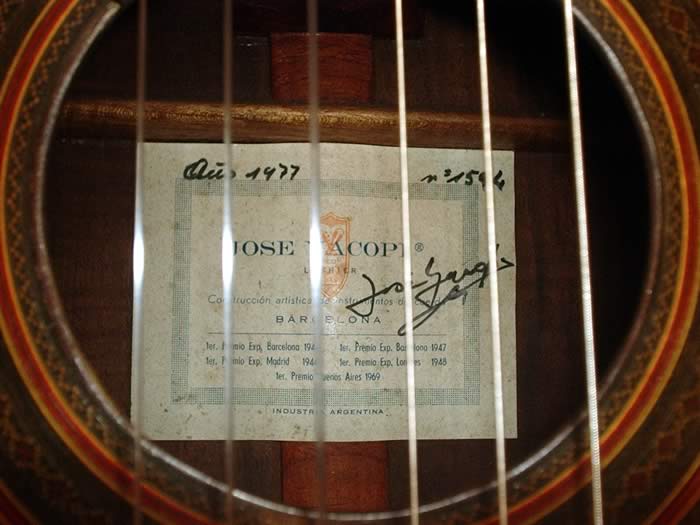 Año 1977 nº 1594
JOSE YACOPI®
LUTHIER
Construcción artística de instrumentos de cuerda
BARCELONA
1er. Premio Exp, Barcelona 194 1er. Premio Exp, Barcelona 1947
1er. Premio Exp, Madrid 194 1er. Premio Exp, Londres 1948
1er. Premio Buenos Aires 1969
INDUSTRIA ARGENTINA